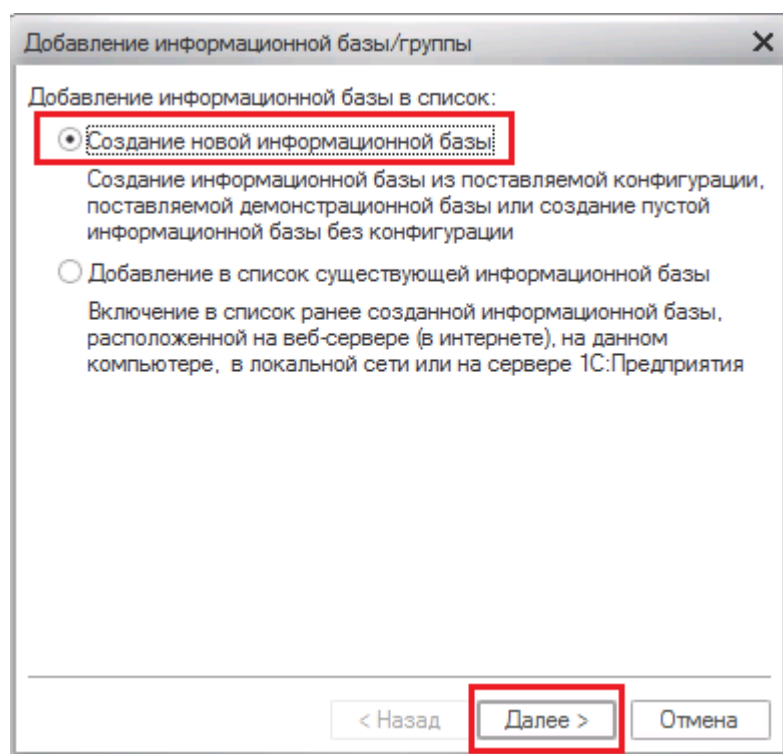 Добавление информационной базы/группы
Добавление информационной базы в список:
Создание новой информационной базы
Создание информационной базы из поставляемой конфигурации,
поставляемой демонстрационной базы или создание пустой
информационной базы без конфигурации
Добавление в список существующей информационной базы
Включение в список ранее созданной информационной базы,
расположенной на веб-сервере (в интернете), на данном
компьютере, в локальной сети или на сервере 1С:Предприятия
< Назад Далее > Отмена